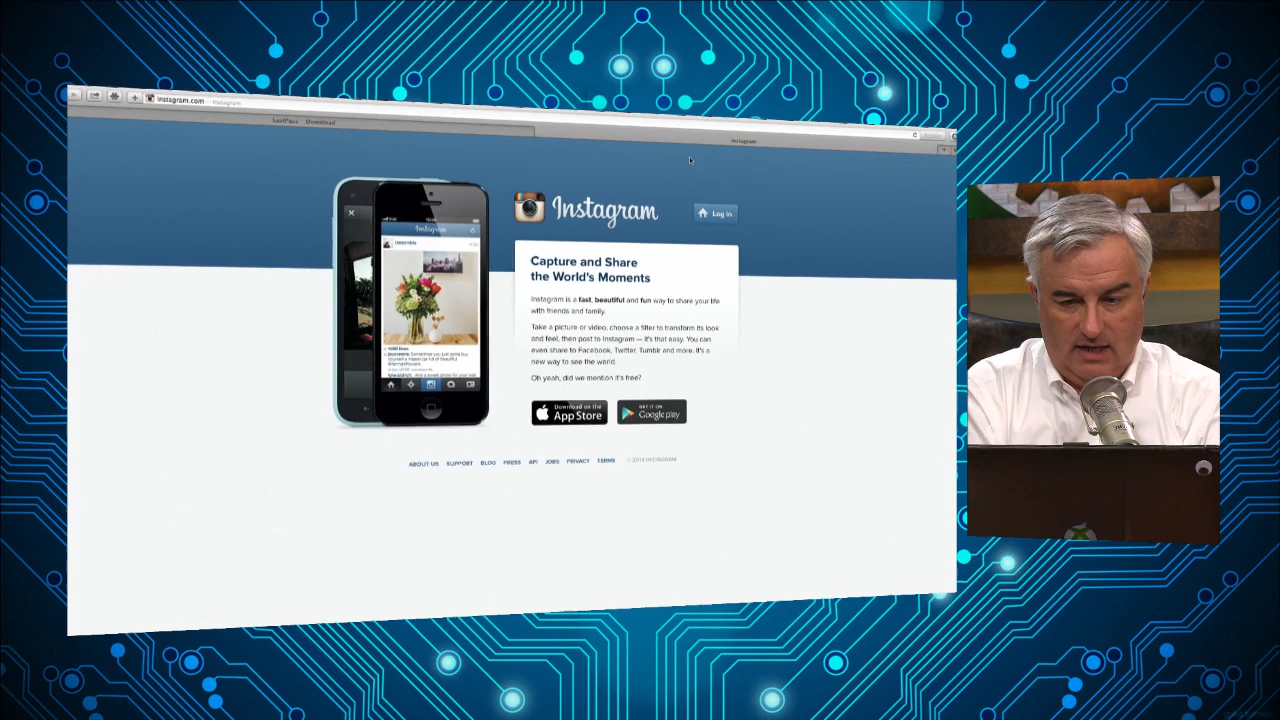 instagram.com Instagram
LastPass Download
Instagram
Instagram
Log in
Instagram
Capture and Share
the World's Moments
Instagram is a fast, beautiful and fun way to share your life
with friends and family.
Take a picture or video, choose a filter to transform its look
and feel, then post to Instagram — it's that easy. You can
even share to Facebook, Twitter, Tumblr and more. It's a
new way to see the world.
Oh yeah, did we mention it's free?
Download on the
App Store
GET IT ON
Google play
ABOUT US SUPPORT BLOG PRESS API JOBS PRIVACY TERMS © 2014 INSTAGRAM